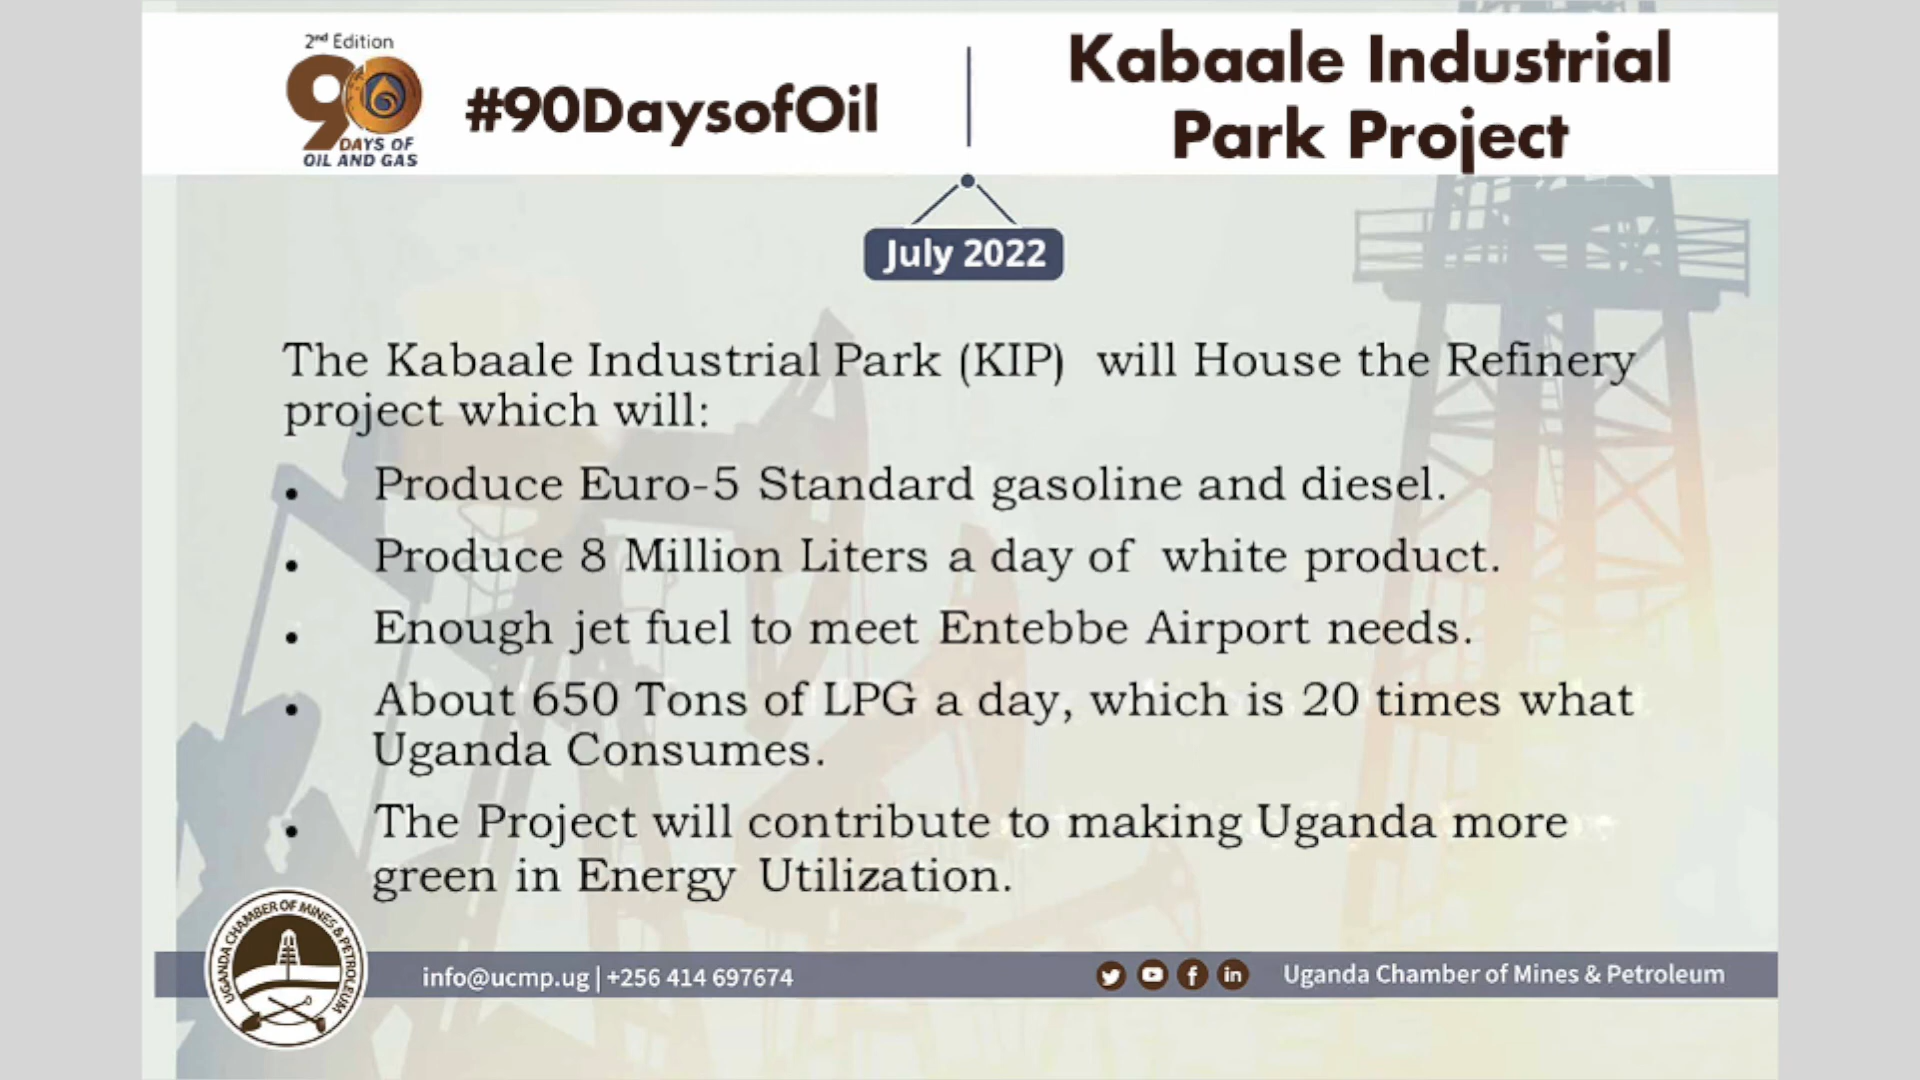 2nd Edition
90
DAYS OF
OIL AND GAS
#90DaysofOil
Kabaale Industrial
Park Project
July 2022
The Kabaale Industrial Park (KIP) will House the Refinery
project which will:
• Produce Euro-5 Standard gasoline and diesel.
• Produce 8 Million Liters a day of white product.
• Enough jet fuel to meet Entebbe Airport needs.
• About 650 Tons of LPG a day, which is 20 times what
Uganda Consumes.
• The Project will contribute to making Uganda more
green in Energy Utilization.
UGANDA CHAMBER OF MINES & PETROLEUM
info@ucmp.ug | +256 414 697674
Uganda Chamber of Mines & Petroleum